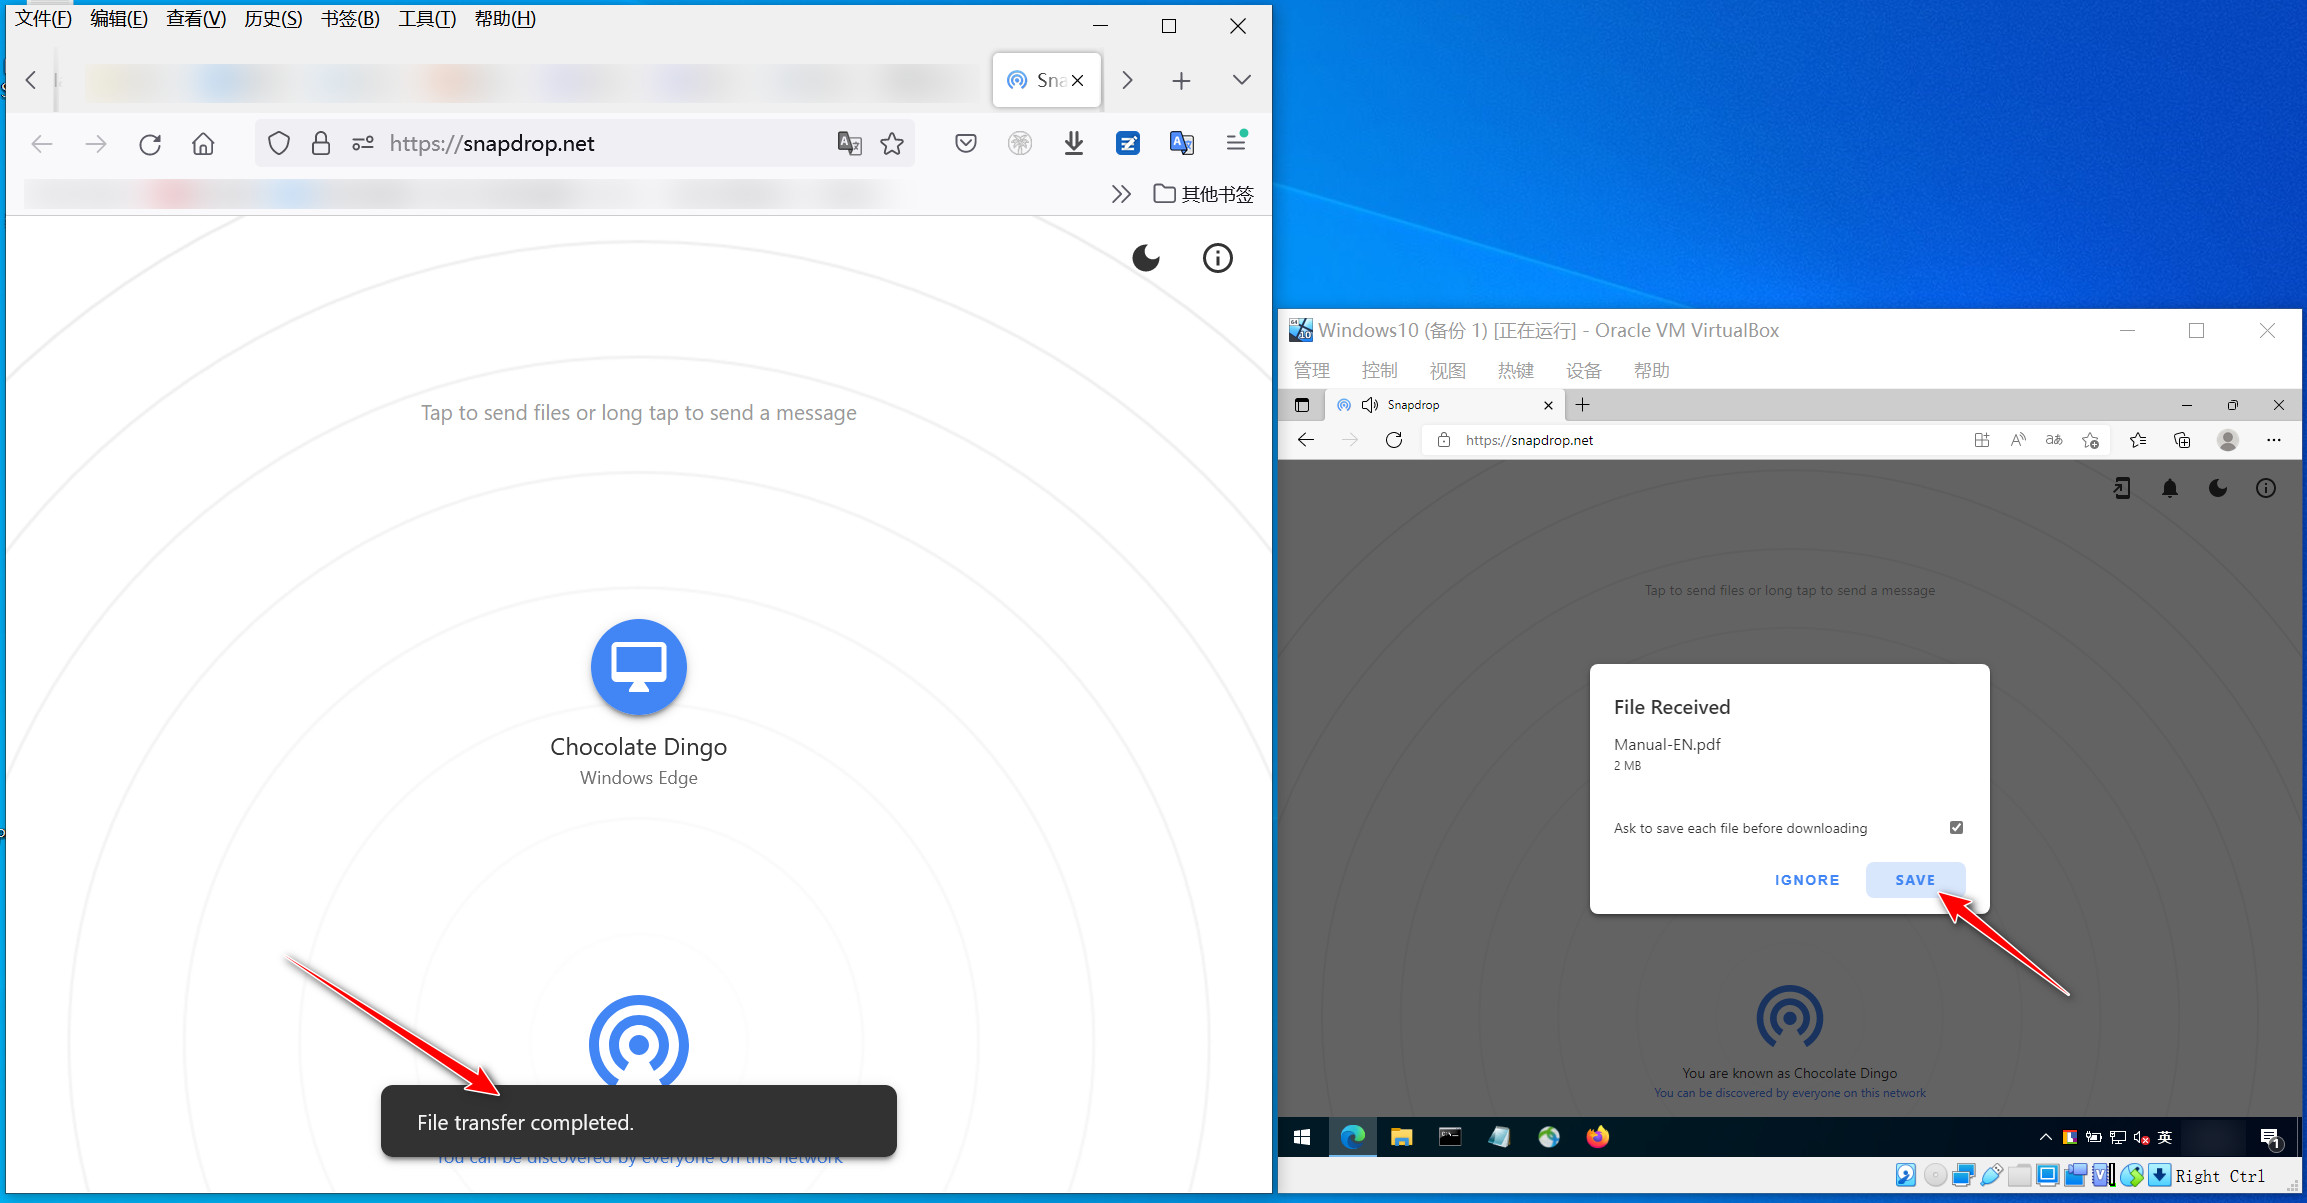 文件(F) 编辑(E) 查看(V) 历史(S) 书签(B) 工具(T) 帮助(H)
Sna
https://snapdrop.net
其他书签
Tap to send files or long tap to send a message
Chocolate Dingo
Windows Edge
File transfer completed.
You can be discovered by everyone on this network
Windows10 (备份 1) [正在运行] - Oracle VM VirtualBox
管理 控制 视图 热键 设备 帮助
Snapdrop
https://snapdrop.net
Tap to send files or long tap to send a message
File Received
Manual-EN.pdf
2 MB
Ask to save each file before downloading
IGNORE SAVE
You are known as Chocolate Dingo
You can be discovered by everyone on this network
英
1
Right Ctrl